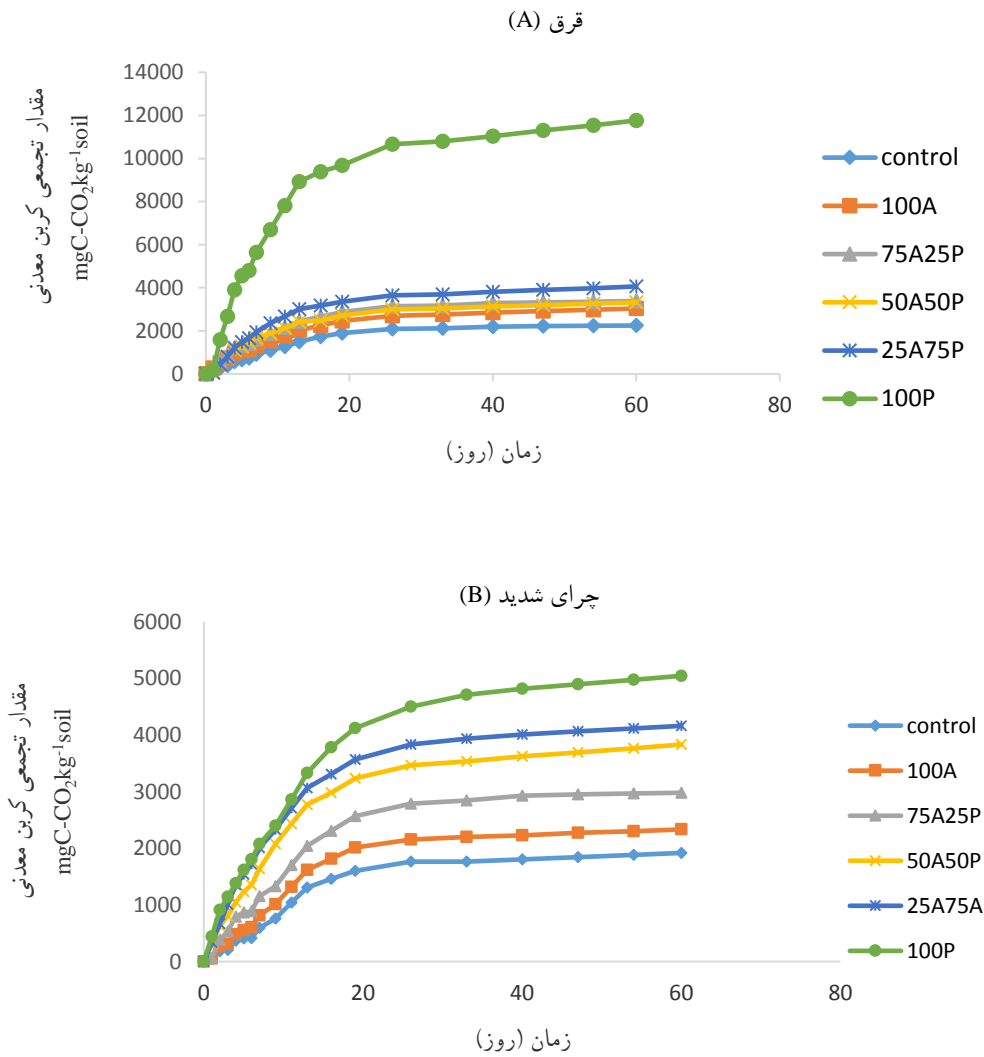 قرق (A)
مقدار تجمعی کربن معدنی
mgC-CO₂kg⁻¹soil
14000
12000
10000
8000
6000
4000
2000
0
0 20 40 60 80
زمان (روز)
control
100A
75A25P
50A50P
25A75P
100P
چرای شدید (B)
مقدار تجمعی کربن معدنی
mgC-CO₂kg⁻¹soil
6000
5000
4000
3000
2000
1000
0
0 20 40 60 80
زمان (روز)
control
100A
75A25P
50A50P
25A75A
100P